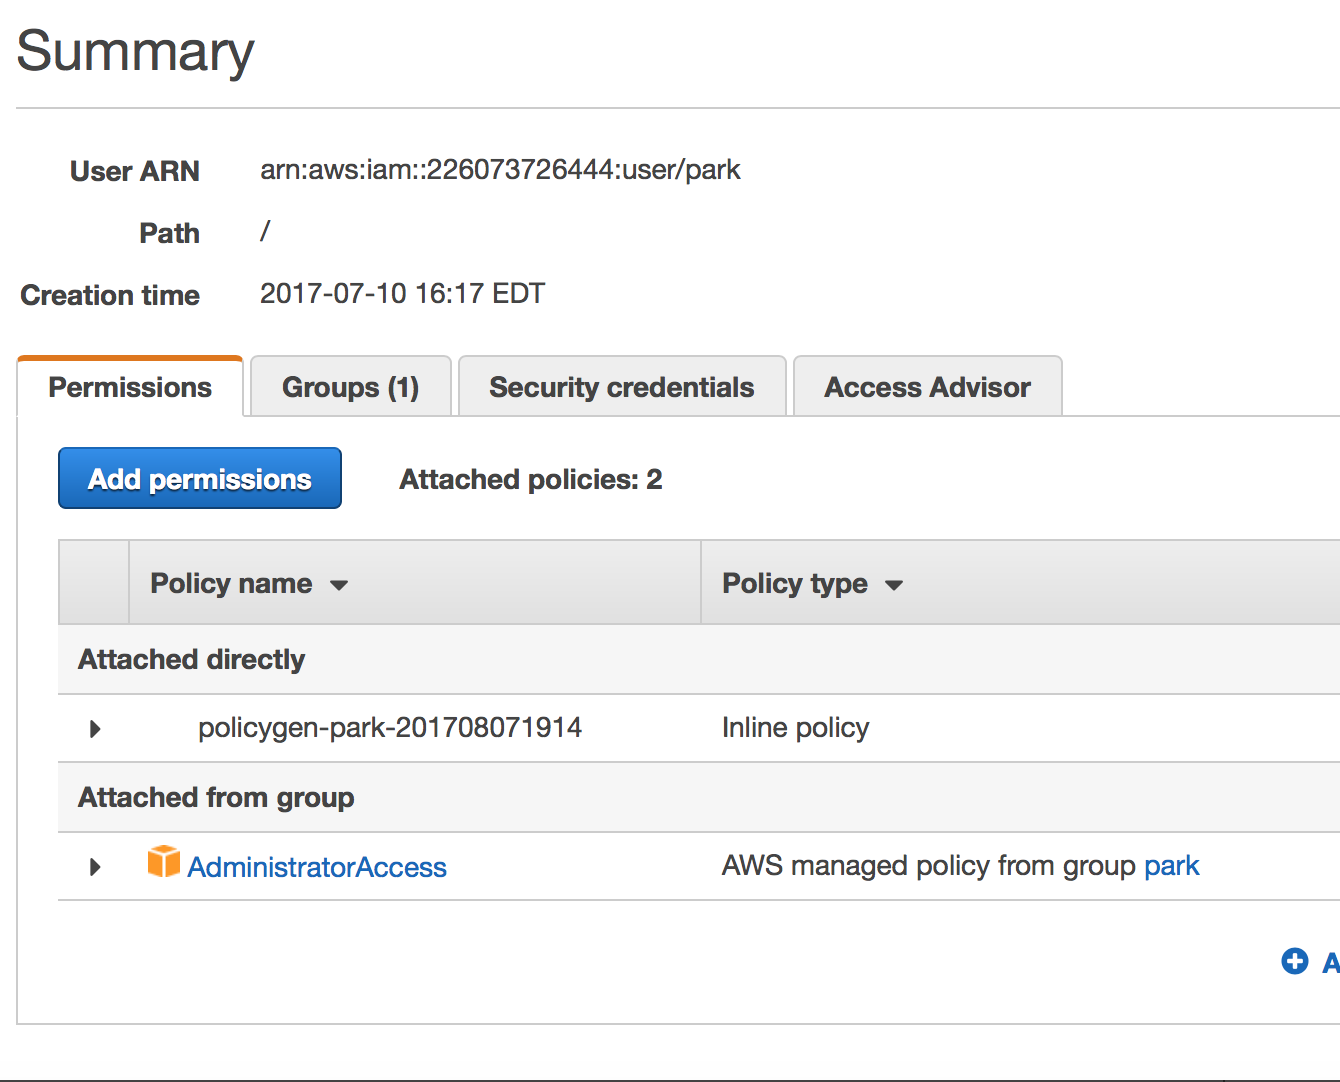 Summary
User ARN arn:aws:iam::226073726444:user/park
Path /
Creation time 2017-07-10 16:17 EDT
Permissions Groups (1) Security credentials Access Advisor
Add permissions Attached policies: 2
Policy name Policy type
Attached directly
policygen-park-201708071914 Inline policy
Attached from group
AdministratorAccess AWS managed policy from group park